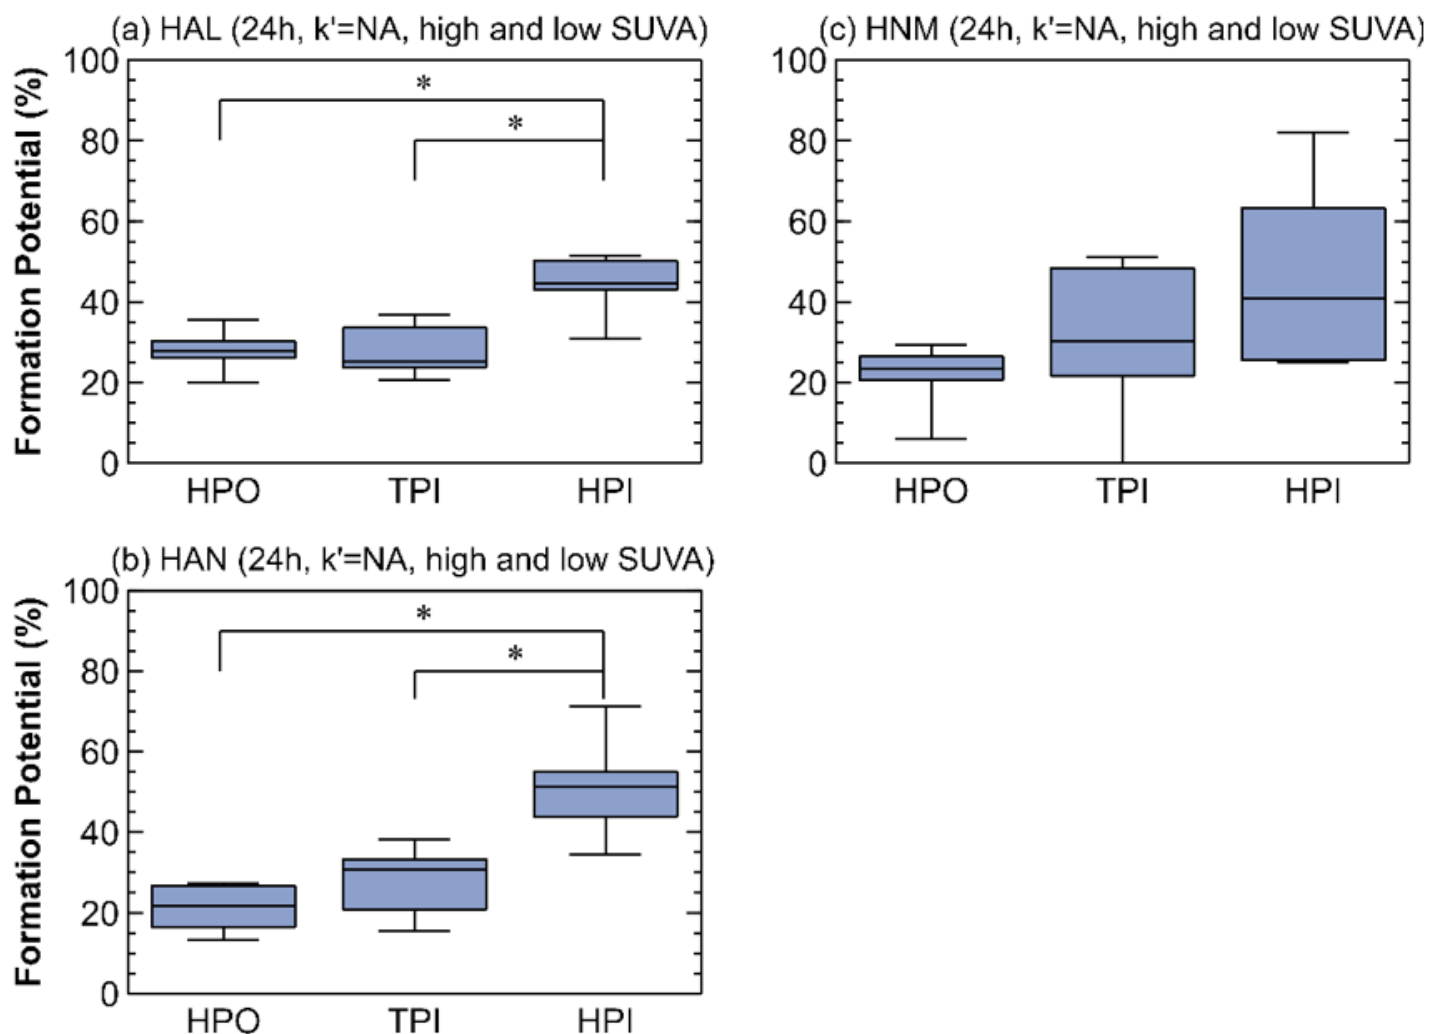 (a) HAL (24h, k'=NA, high and low SUVA)
Formation Potential (%)
100
80
60
40
20
0
*
*
HPO TPI HPI
(c) HNM (24h, k'=NA, high and low SUVA)
100
80
60
40
20
0
HPO TPI HPI
(b) HAN (24h, k'=NA, high and low SUVA)
Formation Potential (%)
100
80
60
40
20
0
*
*
HPO TPI HPI